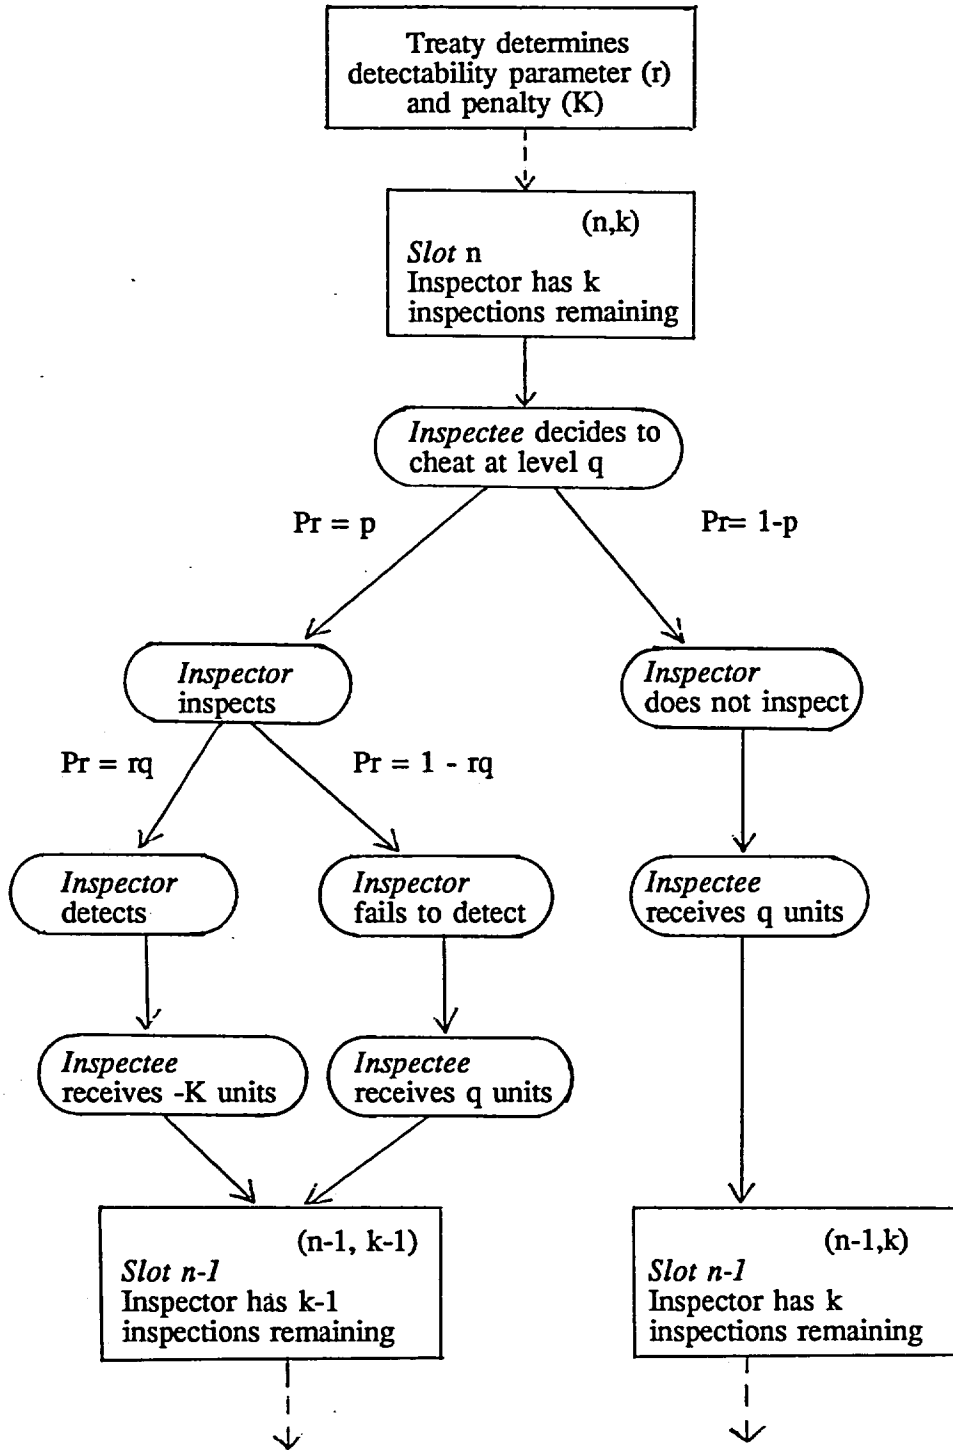 Treaty determines
detectability parameter (r)
and penalty (K)
(n,k)
Slot n
Inspector has k
inspections remaining
Inspectee decides to
cheat at level q
Pr = p
Pr= 1-p
Inspector
inspects
Inspector
does not inspect
Pr = rq
Pr = 1 - rq
Inspector
detects
Inspector
fails to detect
Inspectee
receives q units
Inspectee
receives -K units
Inspectee
receives q units
(n-1, k-1)
Slot n-1
Inspector has k-1
inspections remaining
(n-1,k)
Slot n-1
Inspector has k
inspections remaining